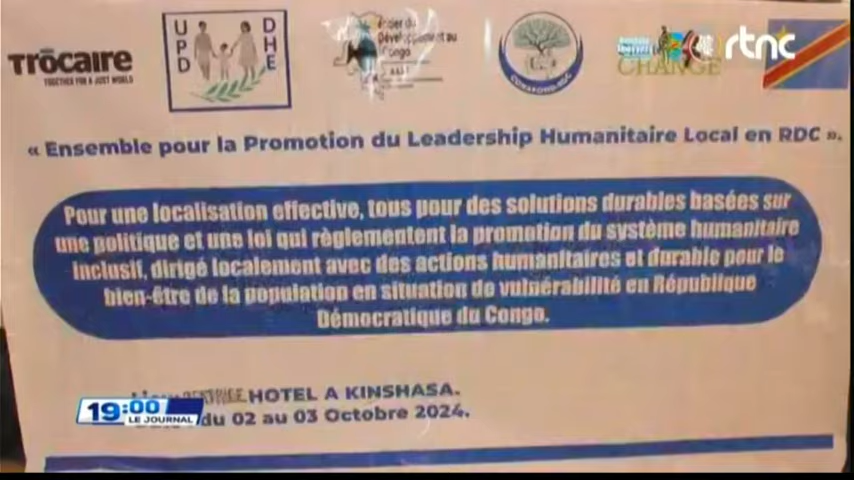 Trócaire
TOGETHER FOR A JUST WORLD
UPD
DHE
Développement au
Congo
CHANGE
rtnc
« Ensemble pour la Promotion du Leadership Humanitaire Local en RDC ».
Pour une localisation effective, tous pour des solutions durables basées sur
une politique et une loi qui règlementent la promotion du système humanitaire
inclusif, dirigé localement avec des actions humanitaires et durable pour le
bien-être de la population en situation de vulnérabilité en République
Démocratique du Congo.
HOTEL A KINSHASA.
du 02 au 03 Octobre 2024.
19:00
LE JOURNAL